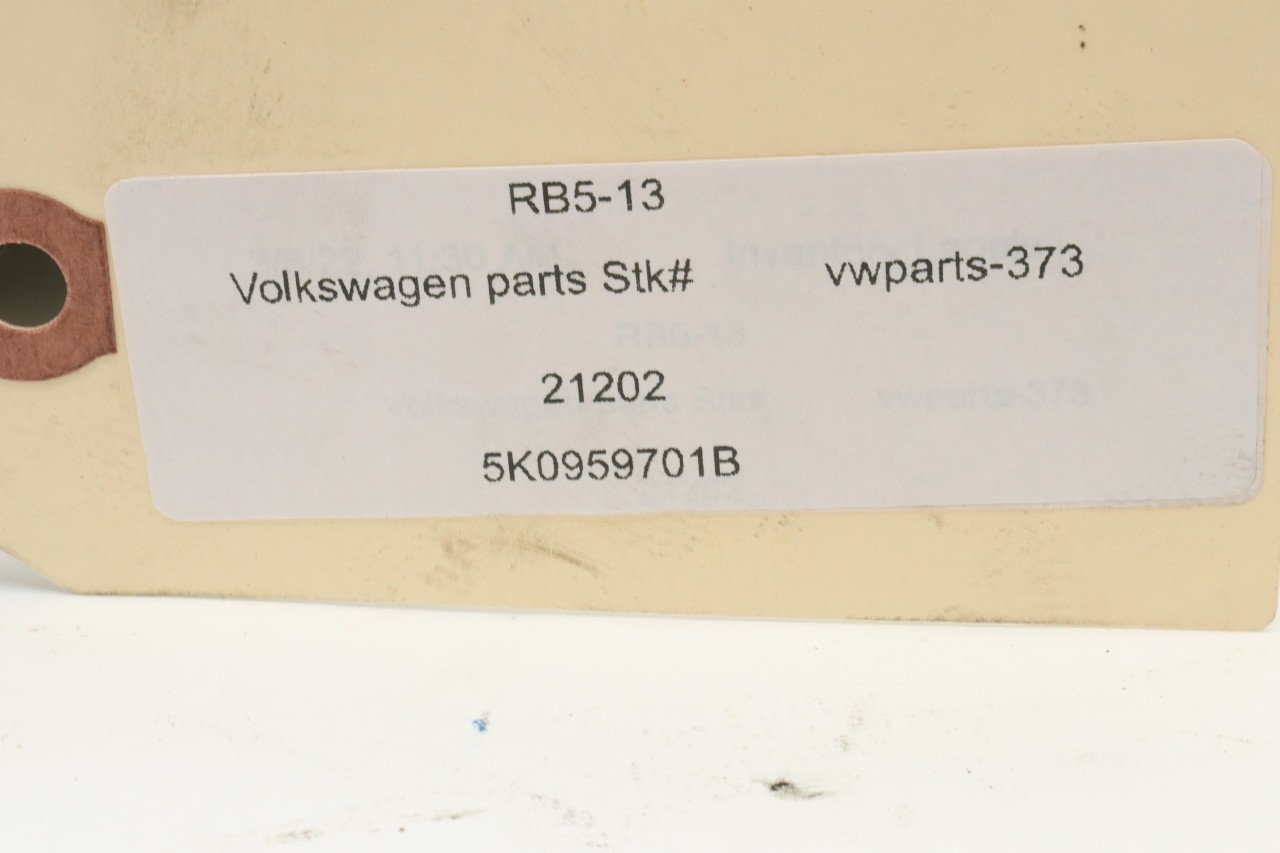 RB5-13
Volkswagen parts Stk# vwparts-373
21202
5K0959701B